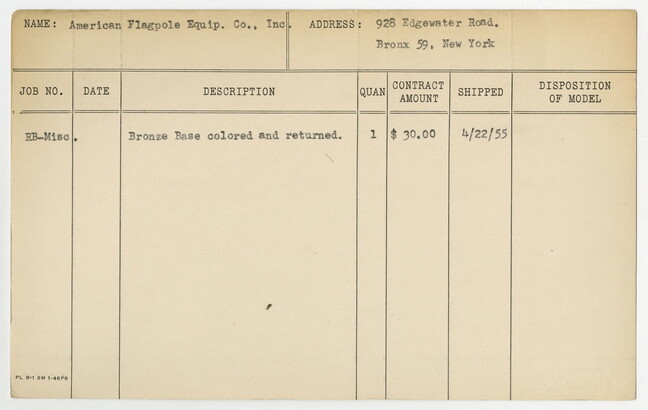 NAME: American Flagpole Equip. Co., Inc. ADDRESS: 928 Edgewater Road.
Bronx 59, New York
JOB NO. DATE DESCRIPTION QUAN CONTRACT AMOUNT SHIPPED DISPOSITION OF MODEL
RB-Misc. Bronze Base colored and returned. 1 $ 30.00 4/22/55